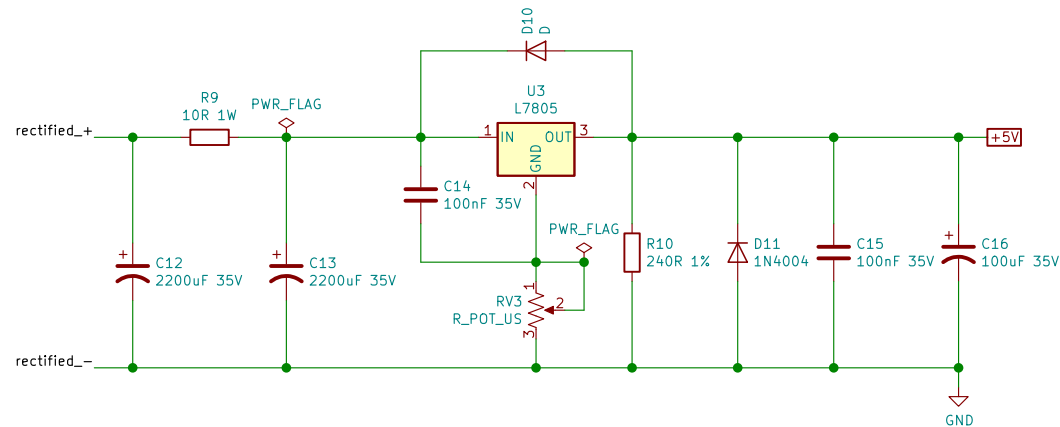 D10
D
U3
L7805
R9
10R 1W
PWR_FLAG
rectified_+
1
IN
OUT
3
+5V
GND
2
C14
100nF 35V
PWR_FLAG
C12
2200uF 35V
C13
2200uF 35V
R10
240R 1%
D11
1N4004
C15
100nF 35V
C16
100uF 35V
+
+
+
RV3
R_POT_US
1
2
3
rectified_-
GND